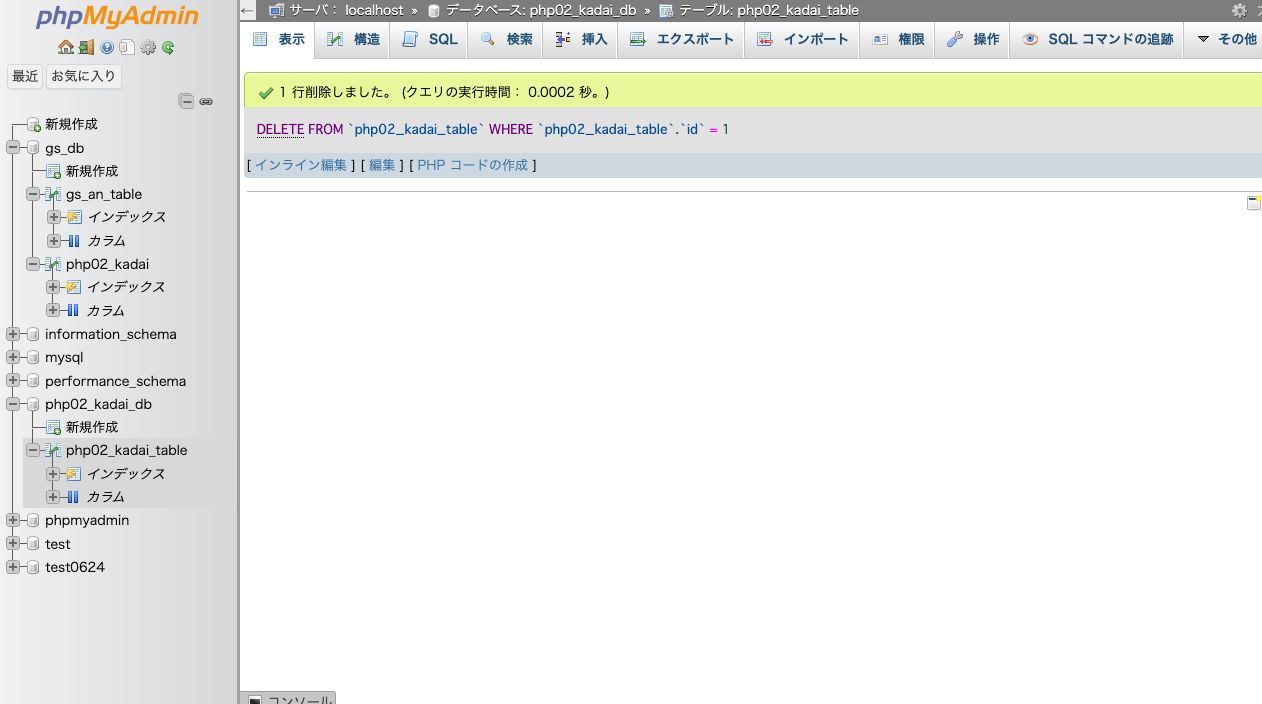 phpMyAdmin
最近 お気に入り
新規作成
gs_db
新規作成
gs_an_table
インデックス
カラム
php02_kadai
インデックス
カラム
information_schema
mysql
performance_schema
php02_kadai_db
新規作成
php02_kadai_table
インデックス
カラム
phpmyadmin
test
test0624
← サーバ: localhost » データベース: php02_kadai_db » テーブル: php02_kadai_table
表示 構造 SQL 検索 挿入 エクスポート インポート 権限 操作 SQL コマンドの追跡 その他
1 行削除しました。 (クエリの実行時間: 0.0002 秒。)
DELETE FROM `php02_kadai_table` WHERE `php02_kadai_table`.`id` = 1
[ インライン編集 ] [ 編集 ] [ PHP コードの作成 ]
コンソール